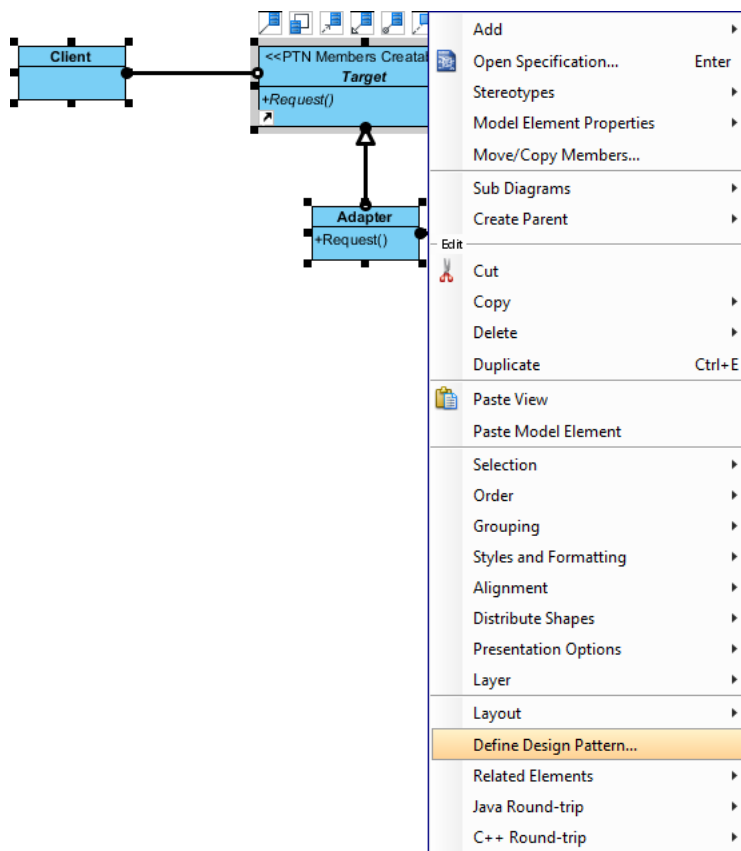 Client
<<PTN Members Creatal
Target
+Request()
Adapter
+Request()
Add
Open Specification... Enter
Stereotypes
Model Element Properties
Move/Copy Members...
Sub Diagrams
Create Parent
Edit
Cut
Copy
Delete
Duplicate Ctrl+E
Paste View
Paste Model Element
Selection
Order
Grouping
Styles and Formatting
Alignment
Distribute Shapes
Presentation Options
Layer
Layout
Define Design Pattern...
Related Elements
Java Round-trip
C++ Round-trip